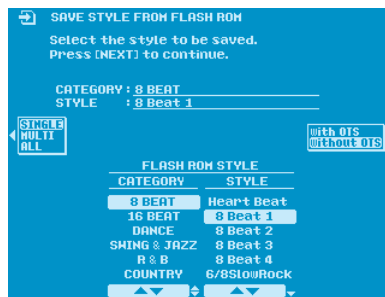 SAVE STYLE FROM FLASH ROM
Select the style to be saved.
Press [NEXT] to continue.
CATEGORY : 8 BEAT
STYLE : 8 Beat 1
SINGLE
MULTI
ALL
with OTS
without OTS
FLASH ROM STYLE
CATEGORY STYLE
8 BEAT Heart Beat
16 BEAT 8 Beat 1
DANCE 8 Beat 2
SWING & JAZZ 8 Beat 3
R & B 8 Beat 4
COUNTRY 6/8SlowRock